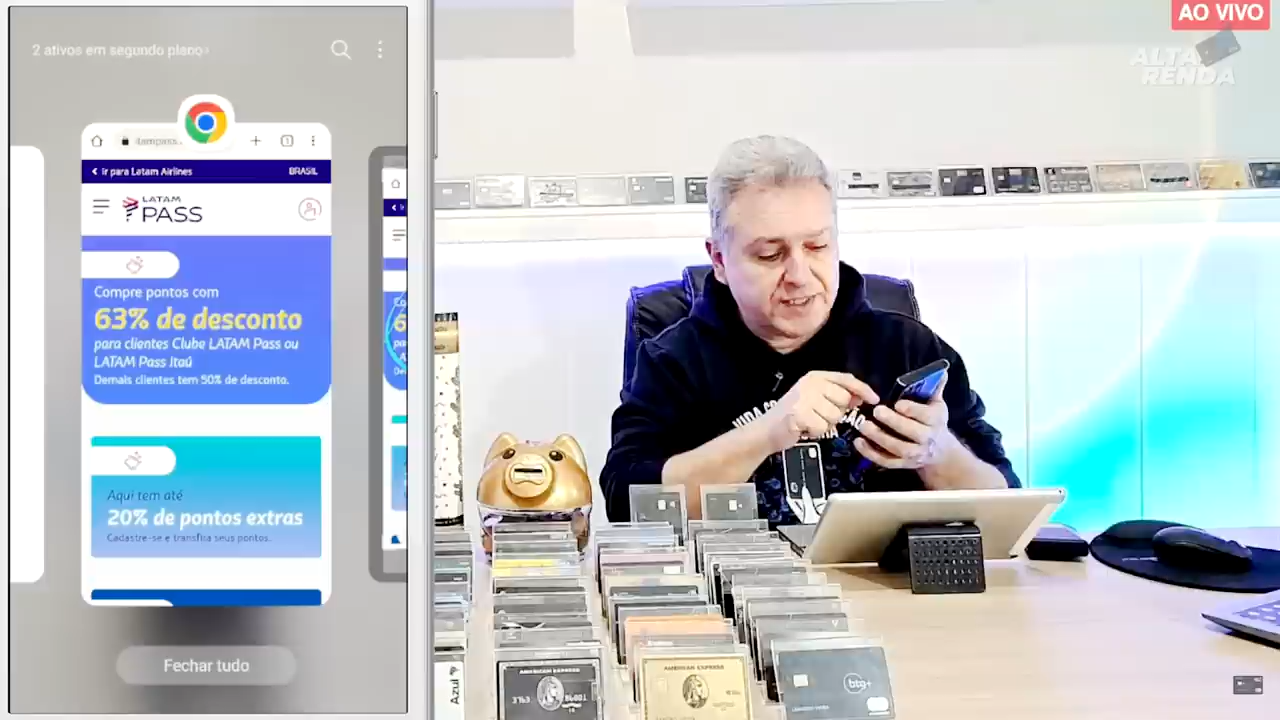 2 ativos em segundo plano
Ir para Latam Airlines
BRASIL
LATAM
PASS
Compre pontos com
63% de desconto
para clientes Clube LATAM Pass ou
LATAM Pass Itaú
Demais clientes tem 50% de desconto.
Aqui tem até
20% de pontos extras
Cadastre-se e transfira seus pontos.
Fechar tudo
AO VIVO
ALTA
RENDA
Azul
AMERICAN EXPRESS
AMERICAN EXPRESS
btg+